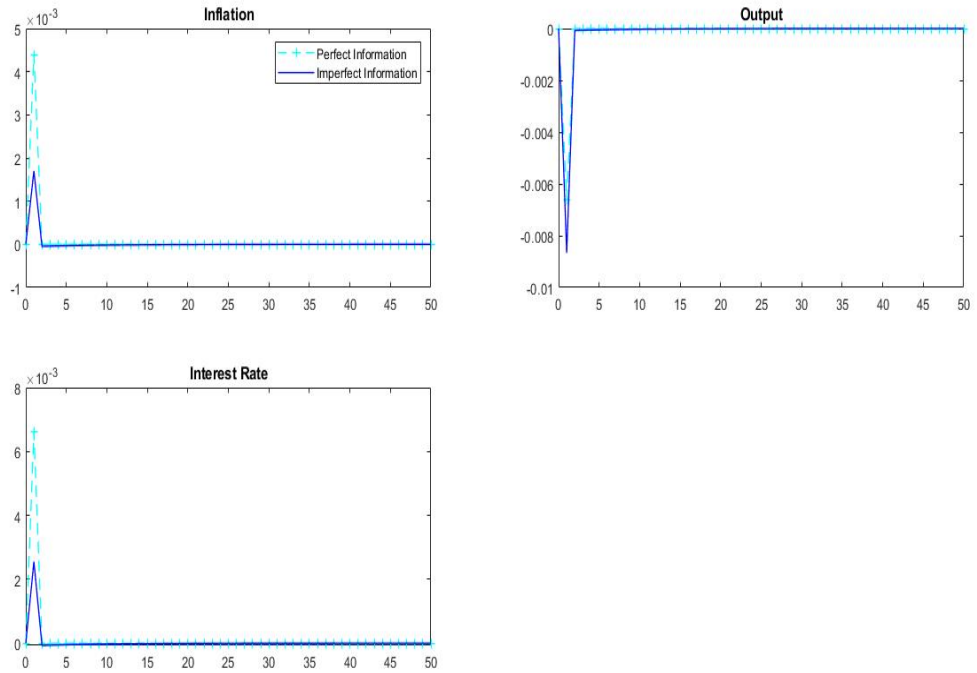 Inflation
×10-3
5
4
3
2
1
0
-1
0 5 10 15 20 25 30 35 40 45 50
Perfect Information
Imperfect Information
Output
0
-0.002
-0.004
-0.006
-0.008
-0.01
0 5 10 15 20 25 30 35 40 45 50
Interest Rate
×10-3
8
6
4
2
0
0 5 10 15 20 25 30 35 40 45 50